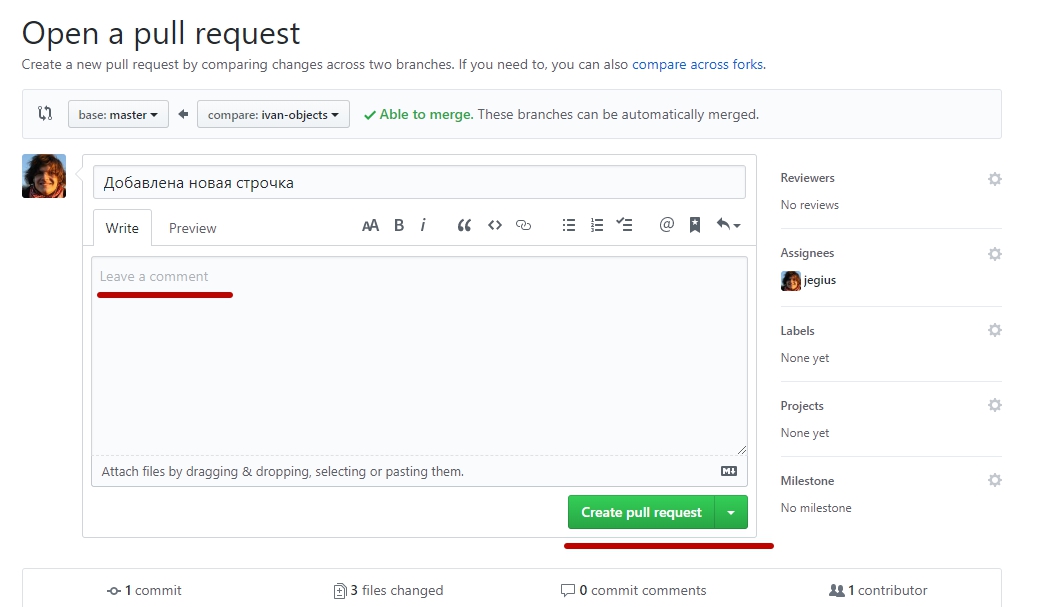 Open a pull request
Create a new pull request by comparing changes across two branches. If you need to, you can also compare across forks.
base: master compare: ivan-objects Able to merge. These branches can be automatically merged.
Добавлена новая строчка
Write Preview AA B i @
Leave a comment
Attach files by dragging & dropping, selecting or pasting them.
Create pull request
Reviewers
No reviews
Assignees
jegius
Labels
None yet
Projects
None yet
Milestone
No milestone
1 commit 3 files changed 0 commit comments 1 contributor